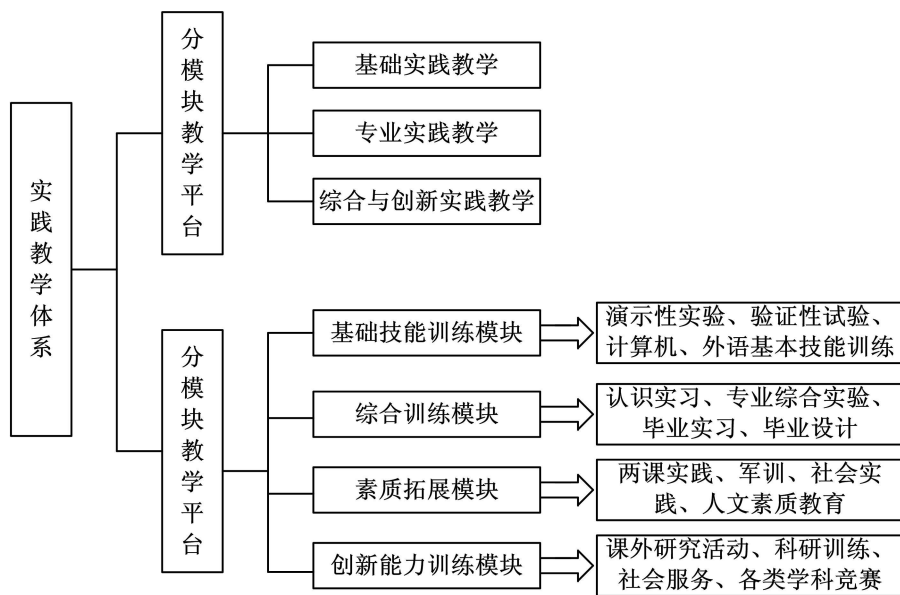 实践教学体系
分模块教学平台
基础实践教学
专业实践教学
综合与创新实践教学
分模块教学平台
基础技能训练模块
演示性实验、验证性试验、
计算机、外语基本技能训练
综合训练模块
认识实习、专业综合实验、
毕业实习、毕业设计
素质拓展模块
两课实践、军训、社会实
践、人文素质教育
创新能力训练模块
课外研究活动、科研训练、
社会服务、各类学科竞赛